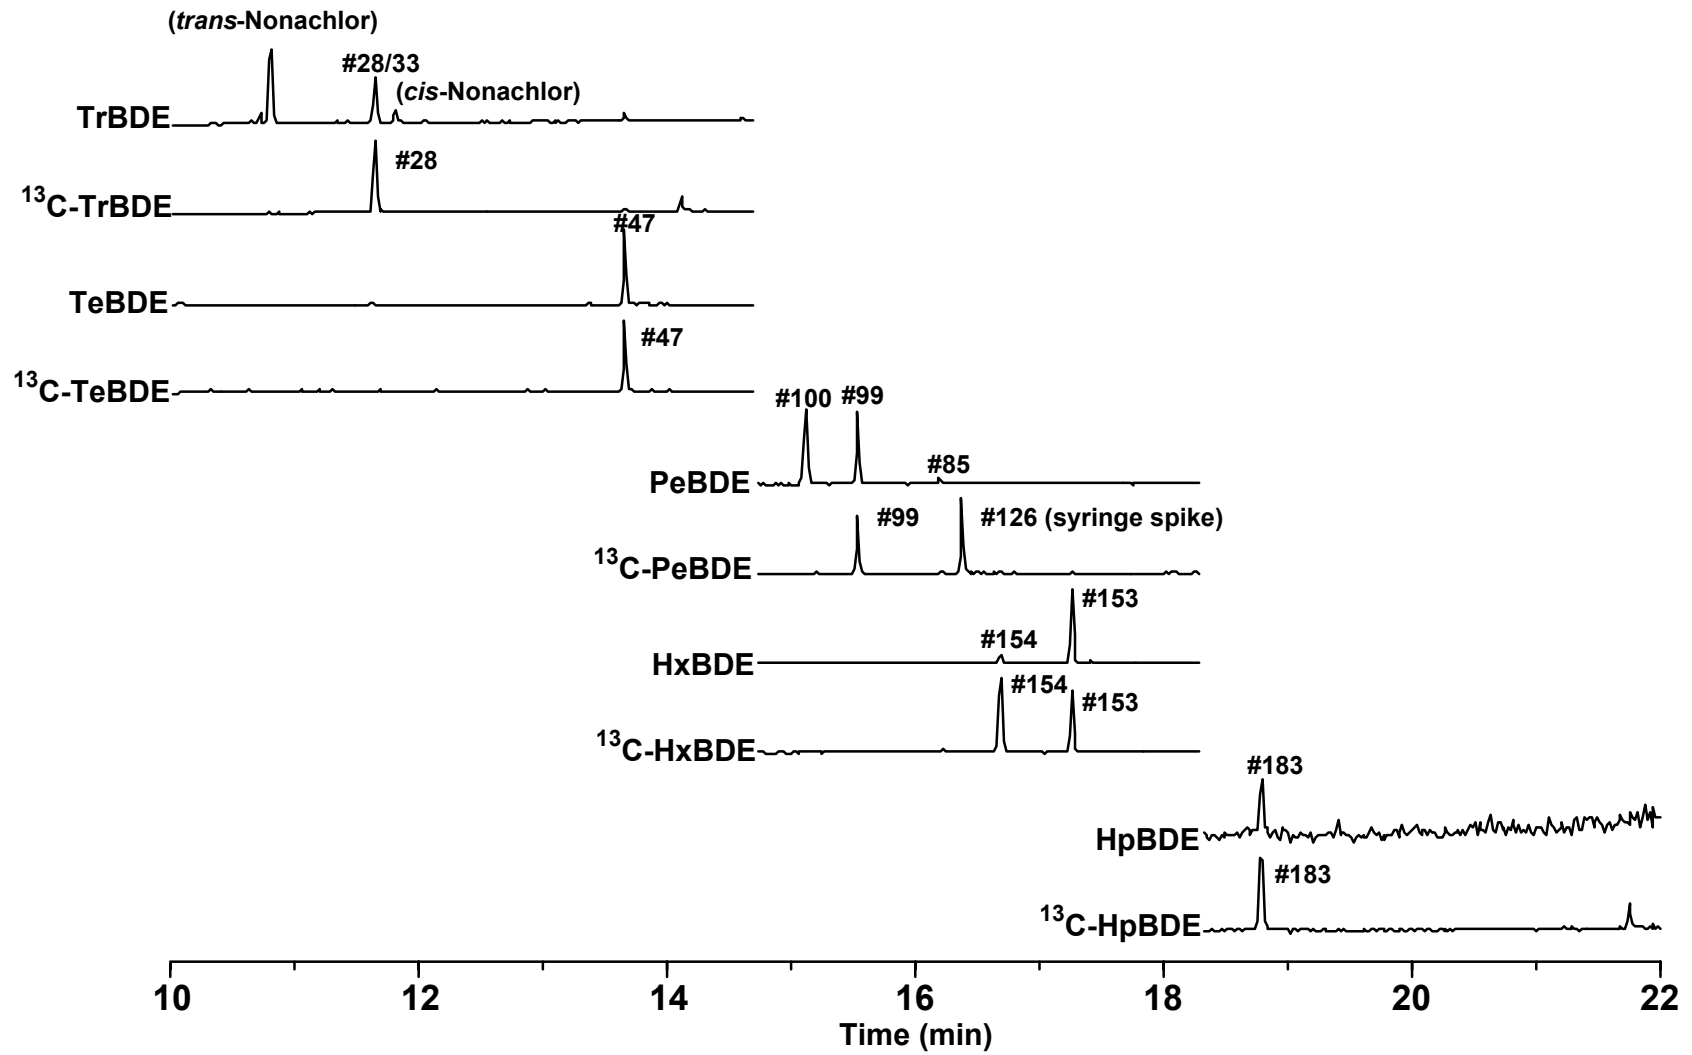 (trans-Nonachlor)
#28/33
(cis-Nonachlor)
TrBDE
#28
13C-TrBDE
#47
TeBDE
#47
13C-TeBDE
#100 #99
#85
PeBDE
#99 #126 (syringe spike)
13C-PeBDE
#153
#154
HxBDE
#154
#153
13C-HxBDE
#183
HpBDE
#183
13C-HpBDE
10 12 14 16 18 20 22
Time (min)